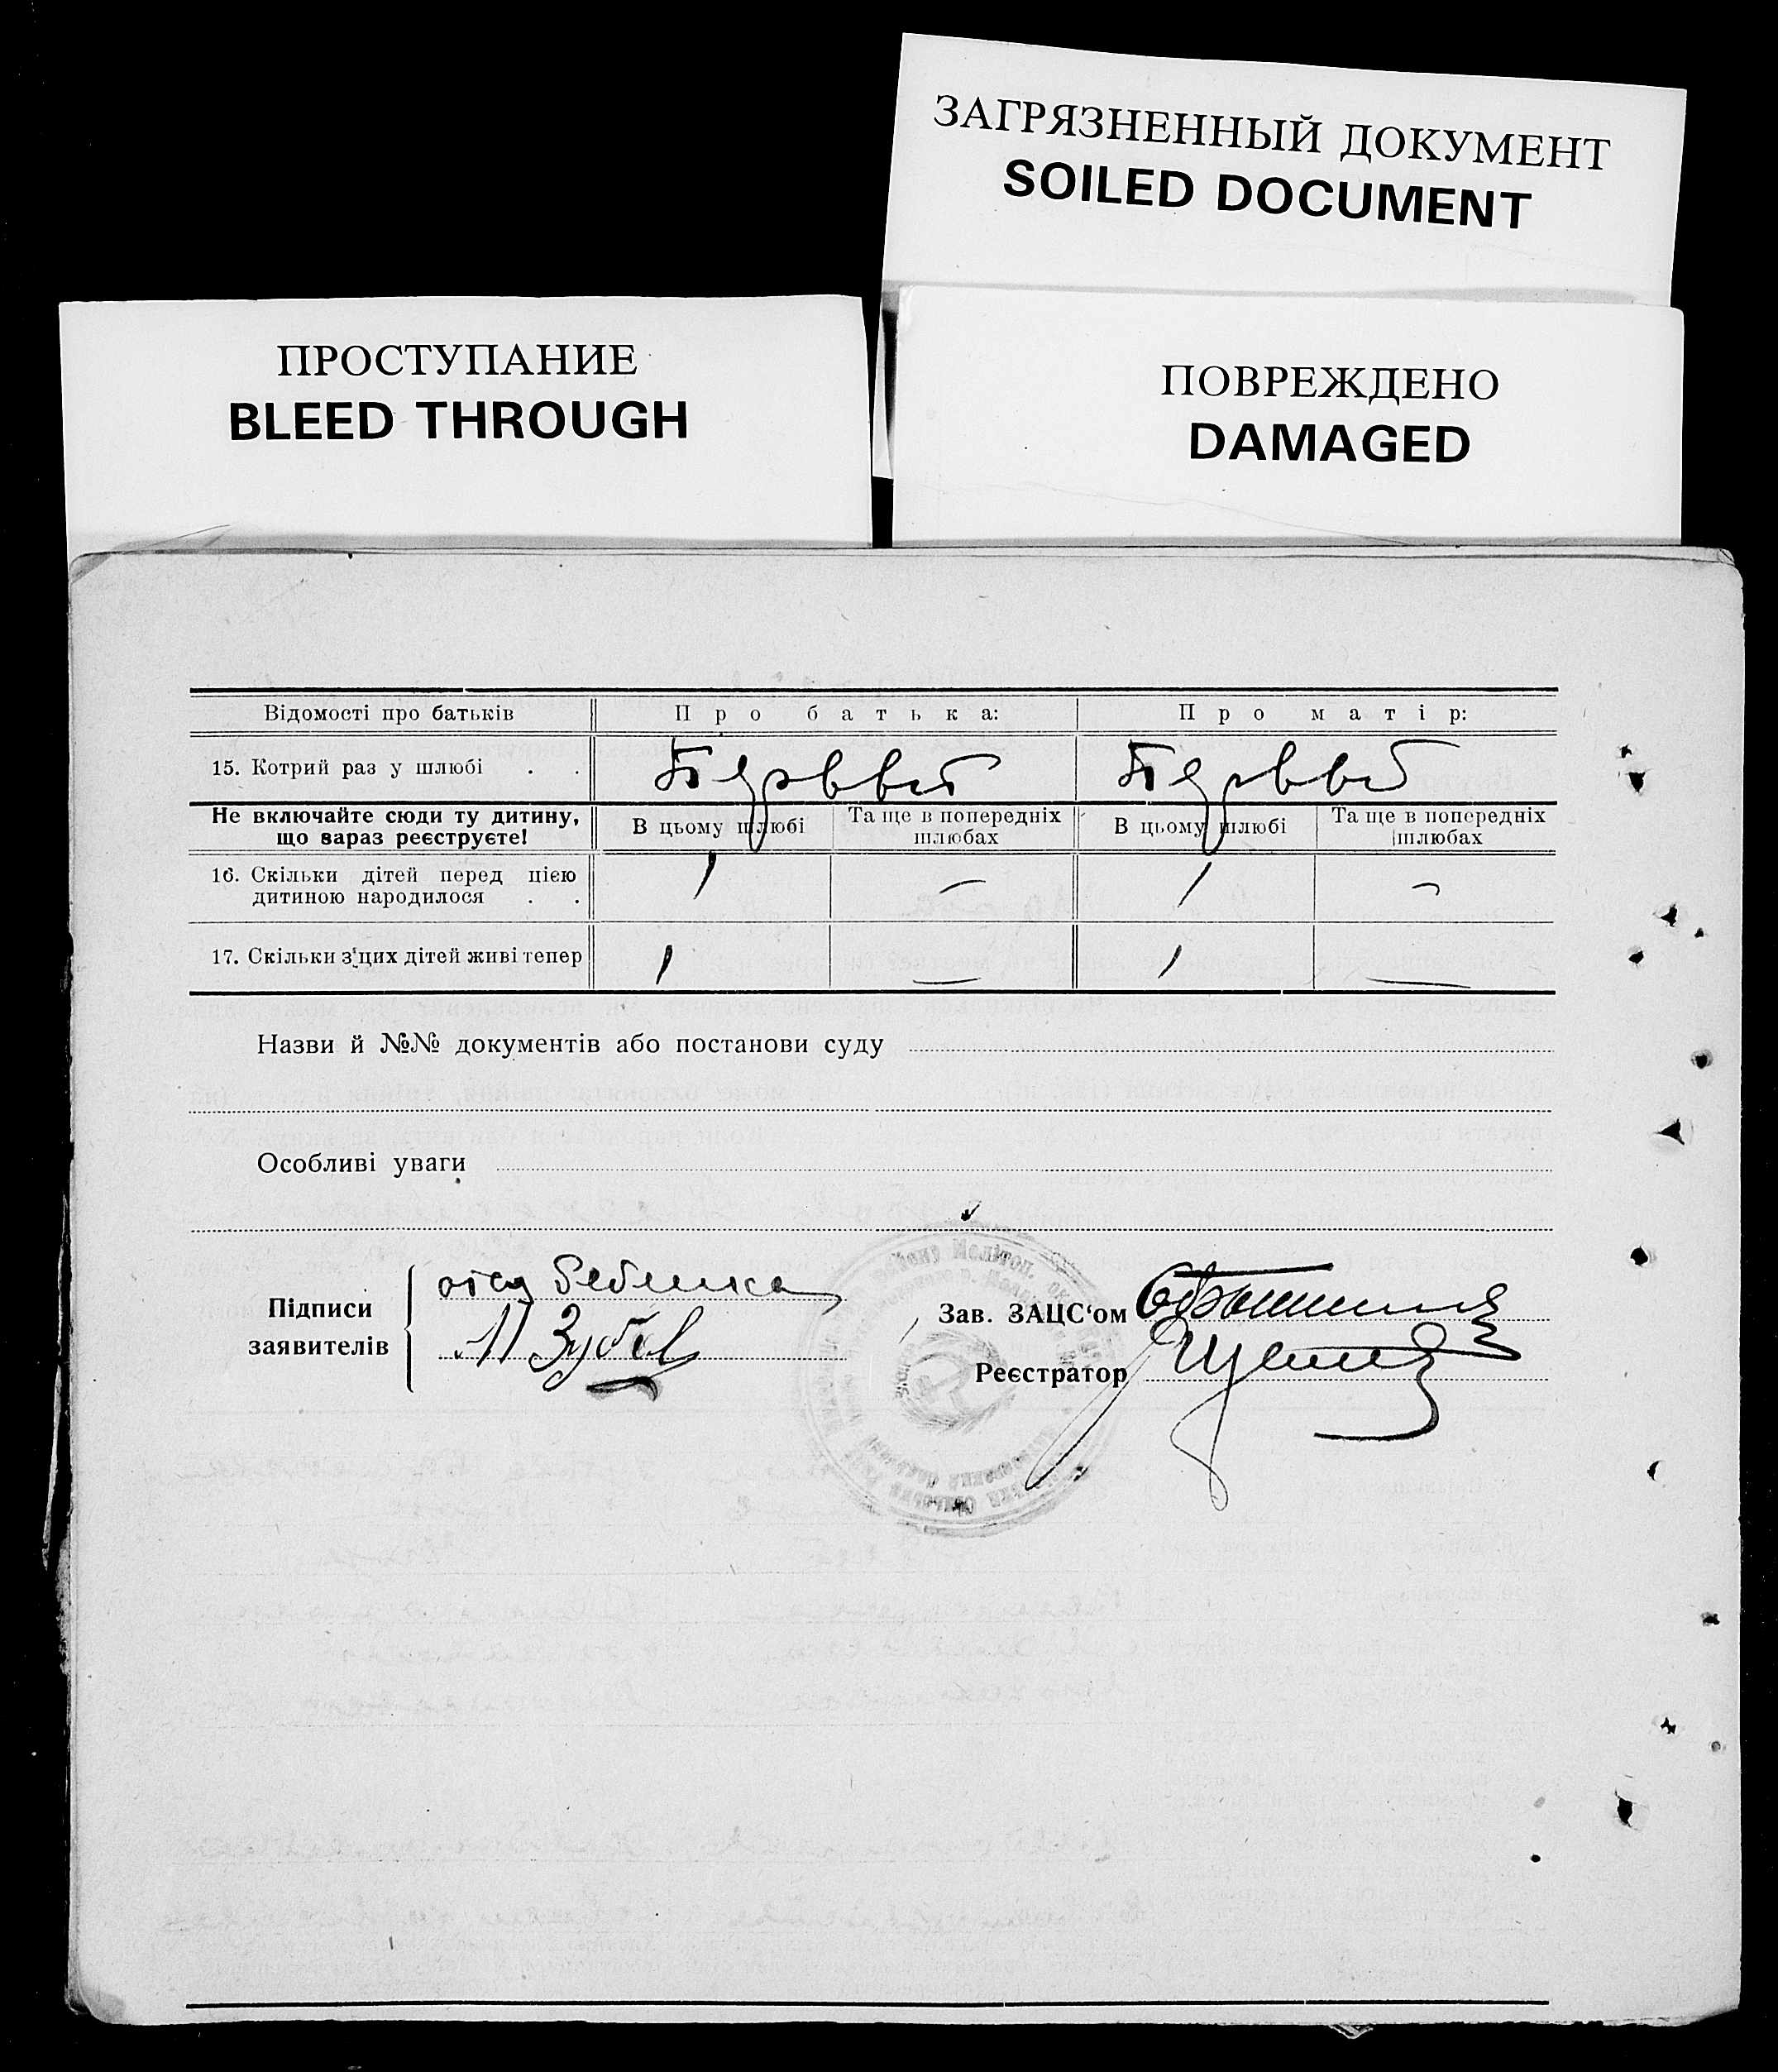 ЗАГРЯЗНЕННЫЙ ДОКУМЕНТ
SOILED DOCUMENT
ПРОСТУПАНИЕ
BLEED THROUGH
ПОВРЕЖДЕНО
DAMAGED
Відомості про батьків Про батька: Про матір:
15. Котрий раз у шлюбі . . Первый Первый
Не включайте сюди ту дитину, що зараз реєструєте! В цьому шлюбі Та ще в попередніх шлюбах В цьому шлюбі Та ще в попередніх шлюбах
16. Скільки дітей перед цією дитиною народилося . . 1 — 1 —
17. Скільки з'цих дітей живі тепер 1 — 1 —
Назви й №№ документів або постанови суду
Особливі уваги
Підписи заявителів
отец ребенка
Зубов
Зав. ЗАЦС'ом
Реєстратор